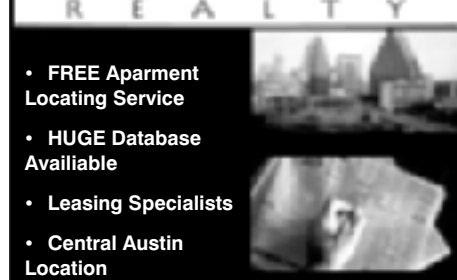 R E A L T Y
• FREE Aparment
Locating Service
• HUGE Database
Availiable
• Leasing Specialists
• Central Austin
Location